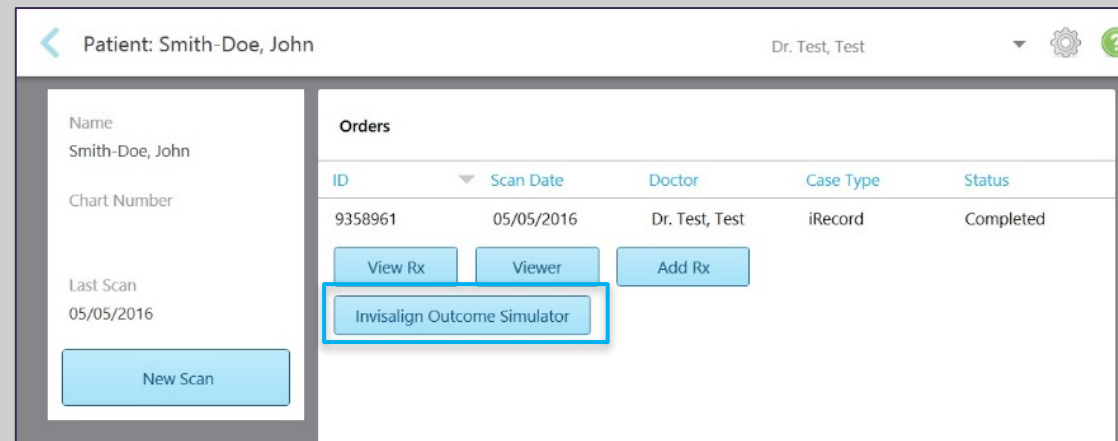 Patient: Smith-Doe, John
Dr. Test, Test
?
Name
Smith-Doe, John
Chart Number
Last Scan
05/05/2016
New Scan
Orders
ID Scan Date Doctor Case Type Status
9358961 05/05/2016 Dr. Test, Test iRecord Completed
View Rx Viewer Add Rx
Invisalign Outcome Simulator